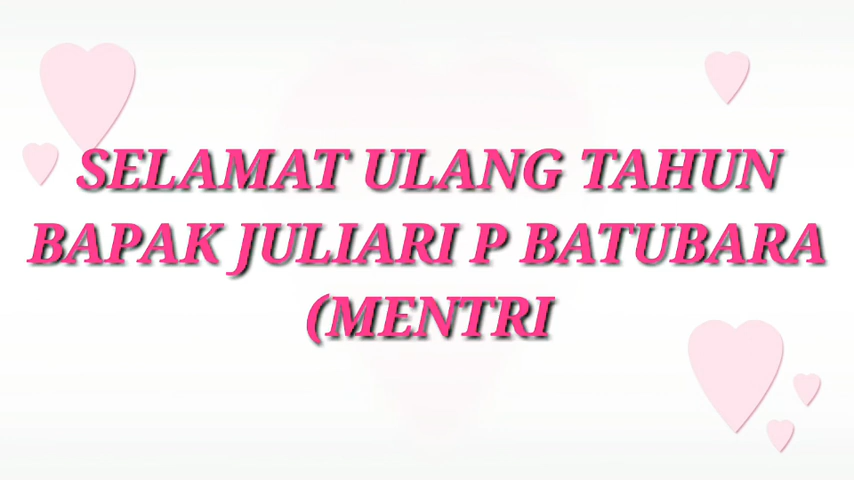 SELAMAT ULANG TAHUN
BAPAK JULIARI P BATUBARA
(MENTRI